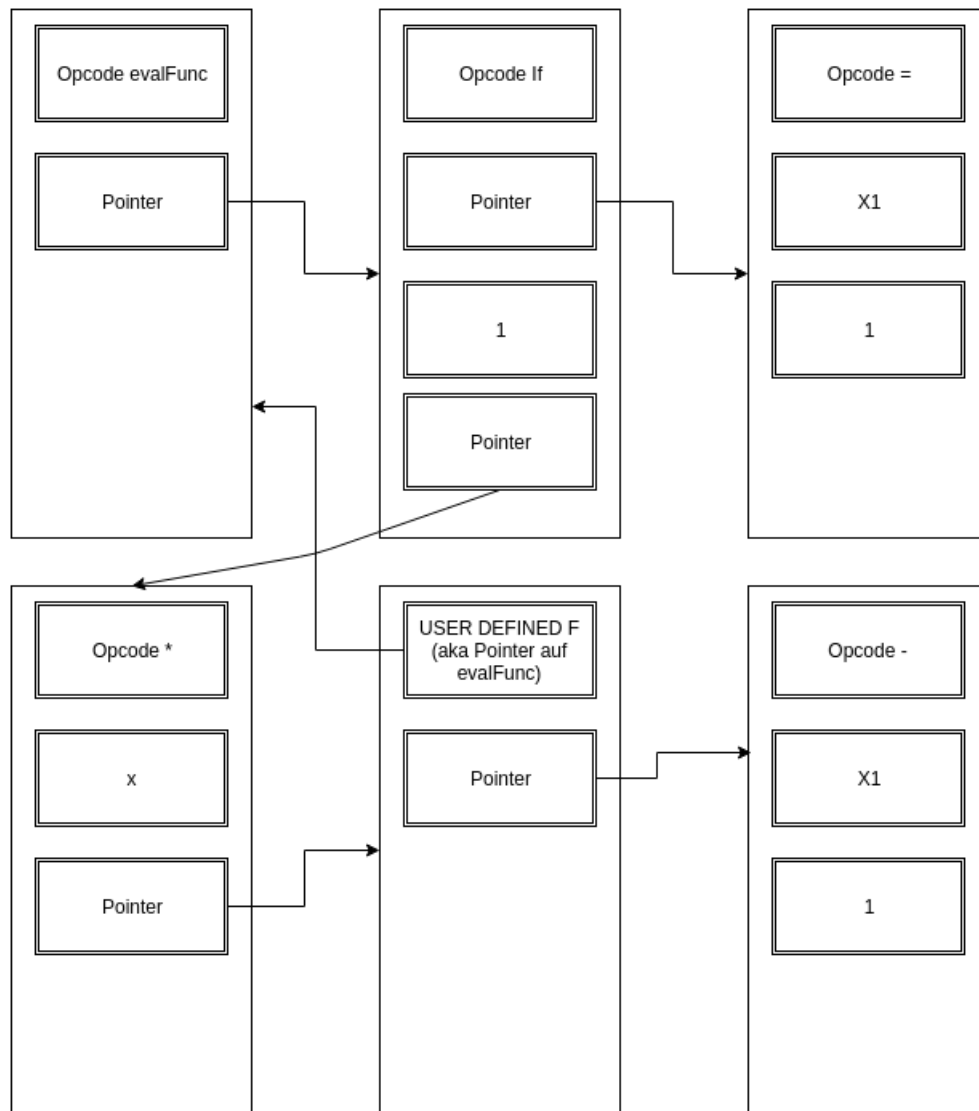 Opcode evalFunc
Pointer
Opcode If
Pointer
1
Pointer
Opcode =
X1
1
Opcode *
x
Pointer
USER DEFINED F
(aka Pointer auf
evalFunc)
Pointer
Opcode -
X1
1